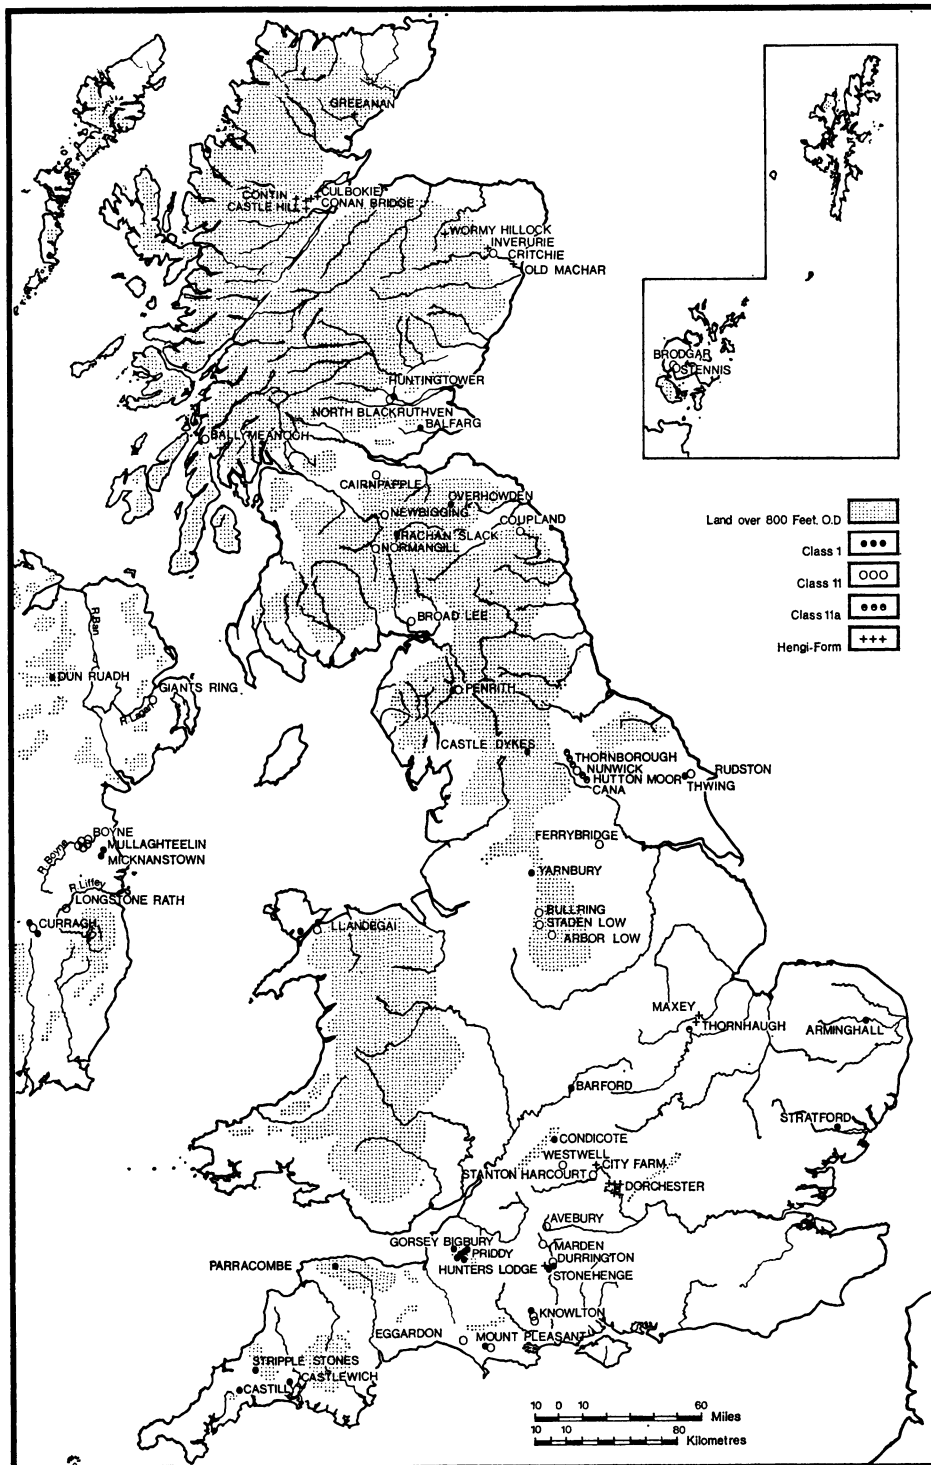 GREEANAN
CULBOKIE
CONTIN
CASTLE HILL
CONAN BRIDGE
WORMY HILLOCK
INVERURIE
CRITCHIE
OLD MACHAR
BRODGAR
STENNIS
HUNTINGTOWER
NORTH BLACKRUTHVEN
BALFARG
BALLYMEANOCH
CAIRNPAPPLE
OVERHOWDEN
NEWBIGGING
COUPLAND
RACHAN SLACK
NORMANGILL
Land over 800 Feet. O.D
Class 1
Class 11
Class 11a
Hengi-Form
BROAD LEE
R.Ban
DUN RUADH
GIANTS RING
R.Lagan
PENRITH
CASTLE DYKES
THORNBOROUGH
NUNWICK
HUTTON MOOR
CANA
RUDSTON
THWING
FERRYBRIDGE
BOYNE
R.Boyne
MULLAGHTEELIN
MICKNANSTOWN
R.Liffey
LONGSTONE RATH
CURRAGH
YARNBURY
BULLRING
STADEN LOW
ARBOR LOW
LLANDEGAI
MAXEY
THORNHAUGH
ARMINGHALL
BARFORD
STRATFORD
CONDICOTE
WESTWELL
CITY FARM
STANTON HARCOURT
DORCHESTER
AVEBURY
GORSEY BIGBURY
PRIDDY
HUNTERS LODGE
MARDEN
DURRINGTON
STONEHENGE
PARRACOMBE
KNOWLTON
EGGARDON
MOUNT PLEASANT
STRIPPLE STONES
CASTLEWICH
CASTILLY
10 0 10 60
Miles
10 10 80
Kilometres